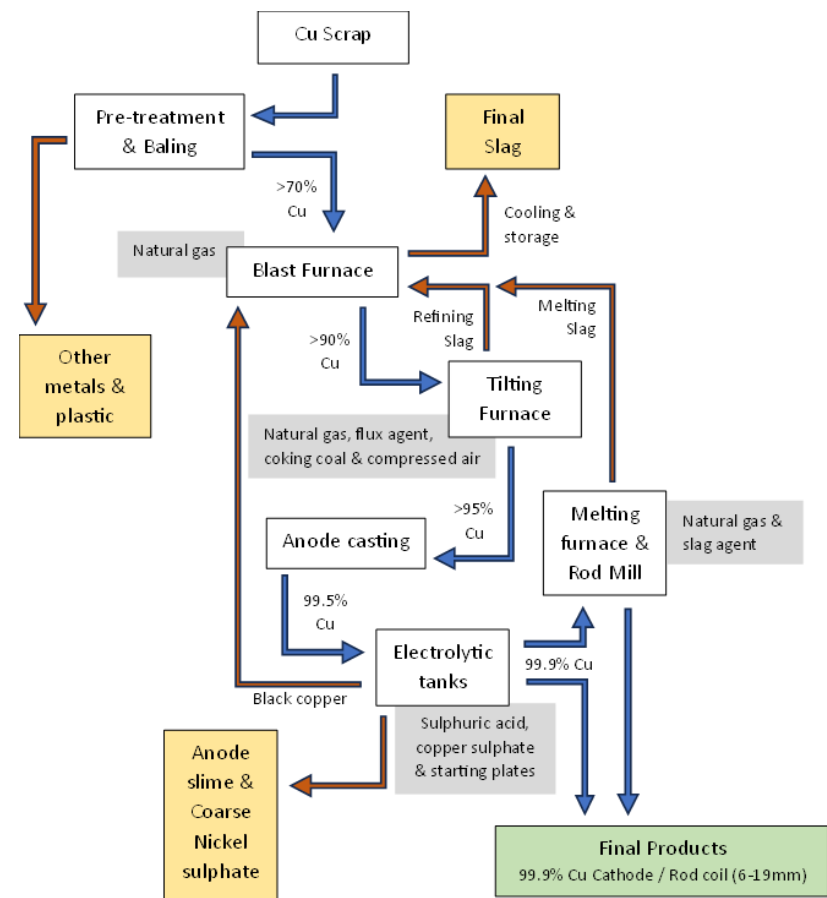 Cu Scrap
Pre-treatment
& Baling
Final
Slag
>70%
Cu
Cooling &
storage
Natural gas
Blast Furnace
Refining
Slag
Melting
Slag
>90%
Cu
Other
metals &
plastic
Tilting
Furnace
Natural gas, flux agent,
coking coal & compressed air
>95%
Cu
Anode casting
Melting
furnace &
Rod Mill
Natural gas &
slag agent
99.5%
Cu
Electrolytic
tanks
99.9% Cu
Black copper
Sulphuric acid,
copper sulphate
& starting plates
Anode
slime &
Coarse
Nickel
sulphate
Final Products
99.9% Cu Cathode / Rod coil (6-19mm)